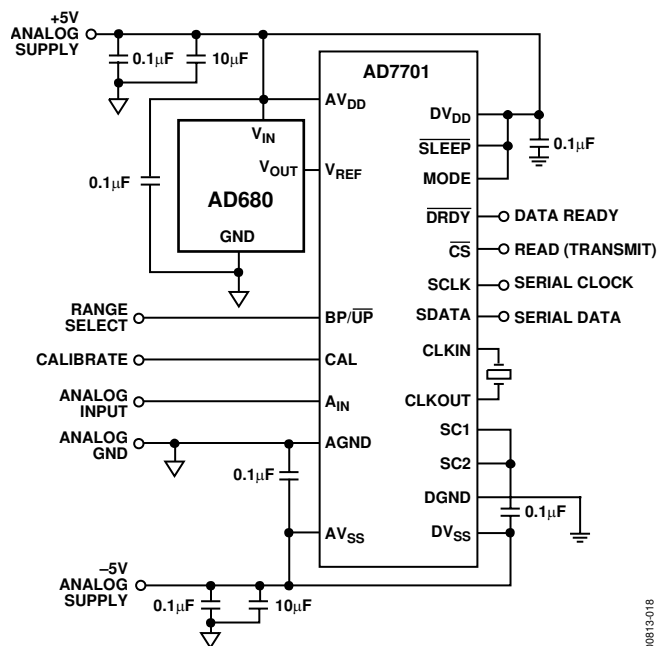 +5V
ANALOG
SUPPLY
0.1µF
10µF
AD7701
AVDD
DVDD
VIN
SLEEP
0.1µF
VOUT
VREF
MODE
0.1µF
AD680
DRDY
DATA READY
GND
CS
READ (TRANSMIT)
SCLK
SERIAL CLOCK
RANGE
SELECT
BP/UP
SDATA
SERIAL DATA
CALIBRATE
CAL
CLKIN
ANALOG
INPUT
AIN
CLKOUT
ANALOG
GND
AGND
SC1
0.1µF
SC2
DGND
0.1µF
AVSS
DVSS
–5V
ANALOG
SUPPLY
0.1µF
10µF
00813-018